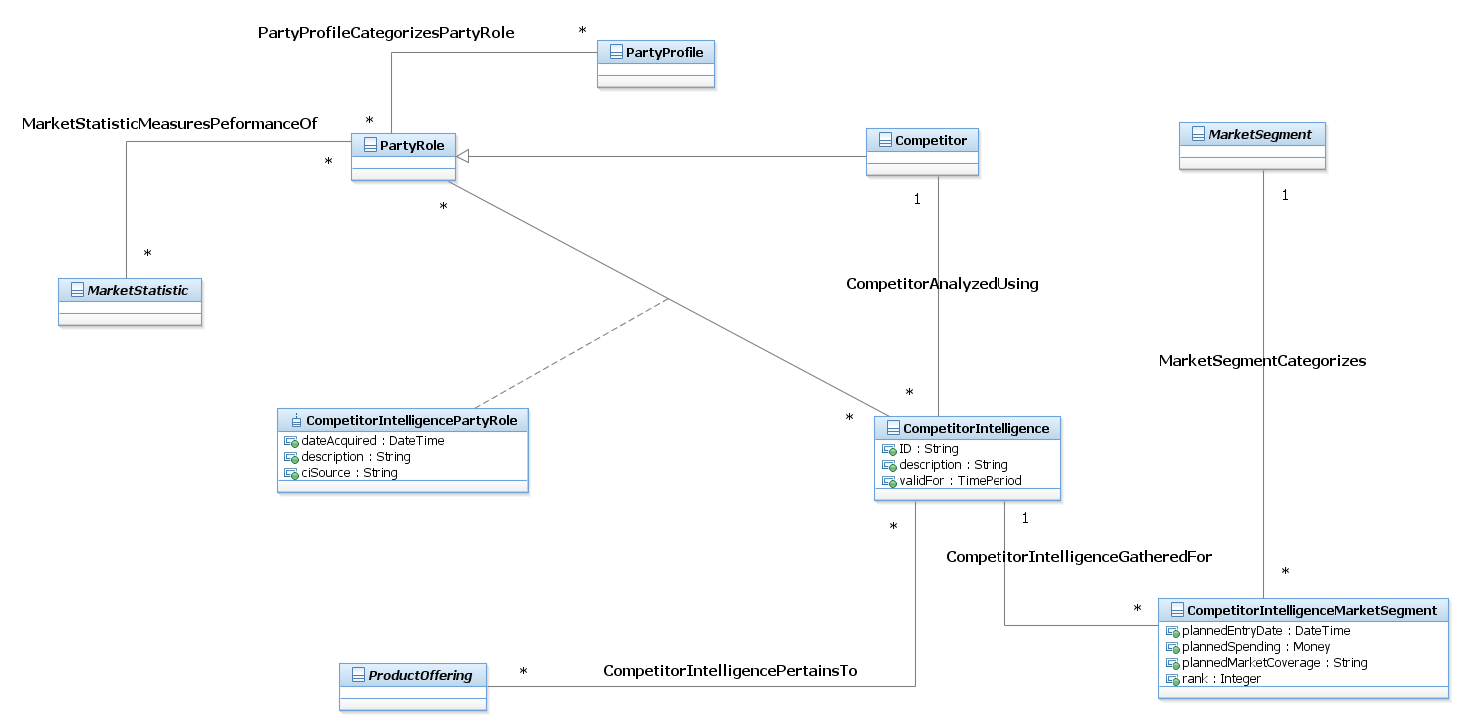 PartyProfileCategorizesPartyRole
*
PartyProfile
MarketStatisticMeasuresPeformanceOf
*
PartyRole
*
*
Competitor
1
MarketSegment
1
*
MarketStatistic
CompetitorAnalyzedUsing
MarketSegmentCategorizes
*
*
CompetitorIntelligencePartyRole
dateAcquired : DateTime
description : String
ciSource : String
CompetitorIntelligence
ID : String
description : String
validFor : TimePeriod
*
1
CompetitorIntelligenceGatheredFor
*
*
CompetitorIntelligenceMarketSegment
plannedEntryDate : DateTime
plannedSpending : Money
plannedMarketCoverage : String
rank : Integer
ProductOffering
*
CompetitorIntelligencePertainsTo